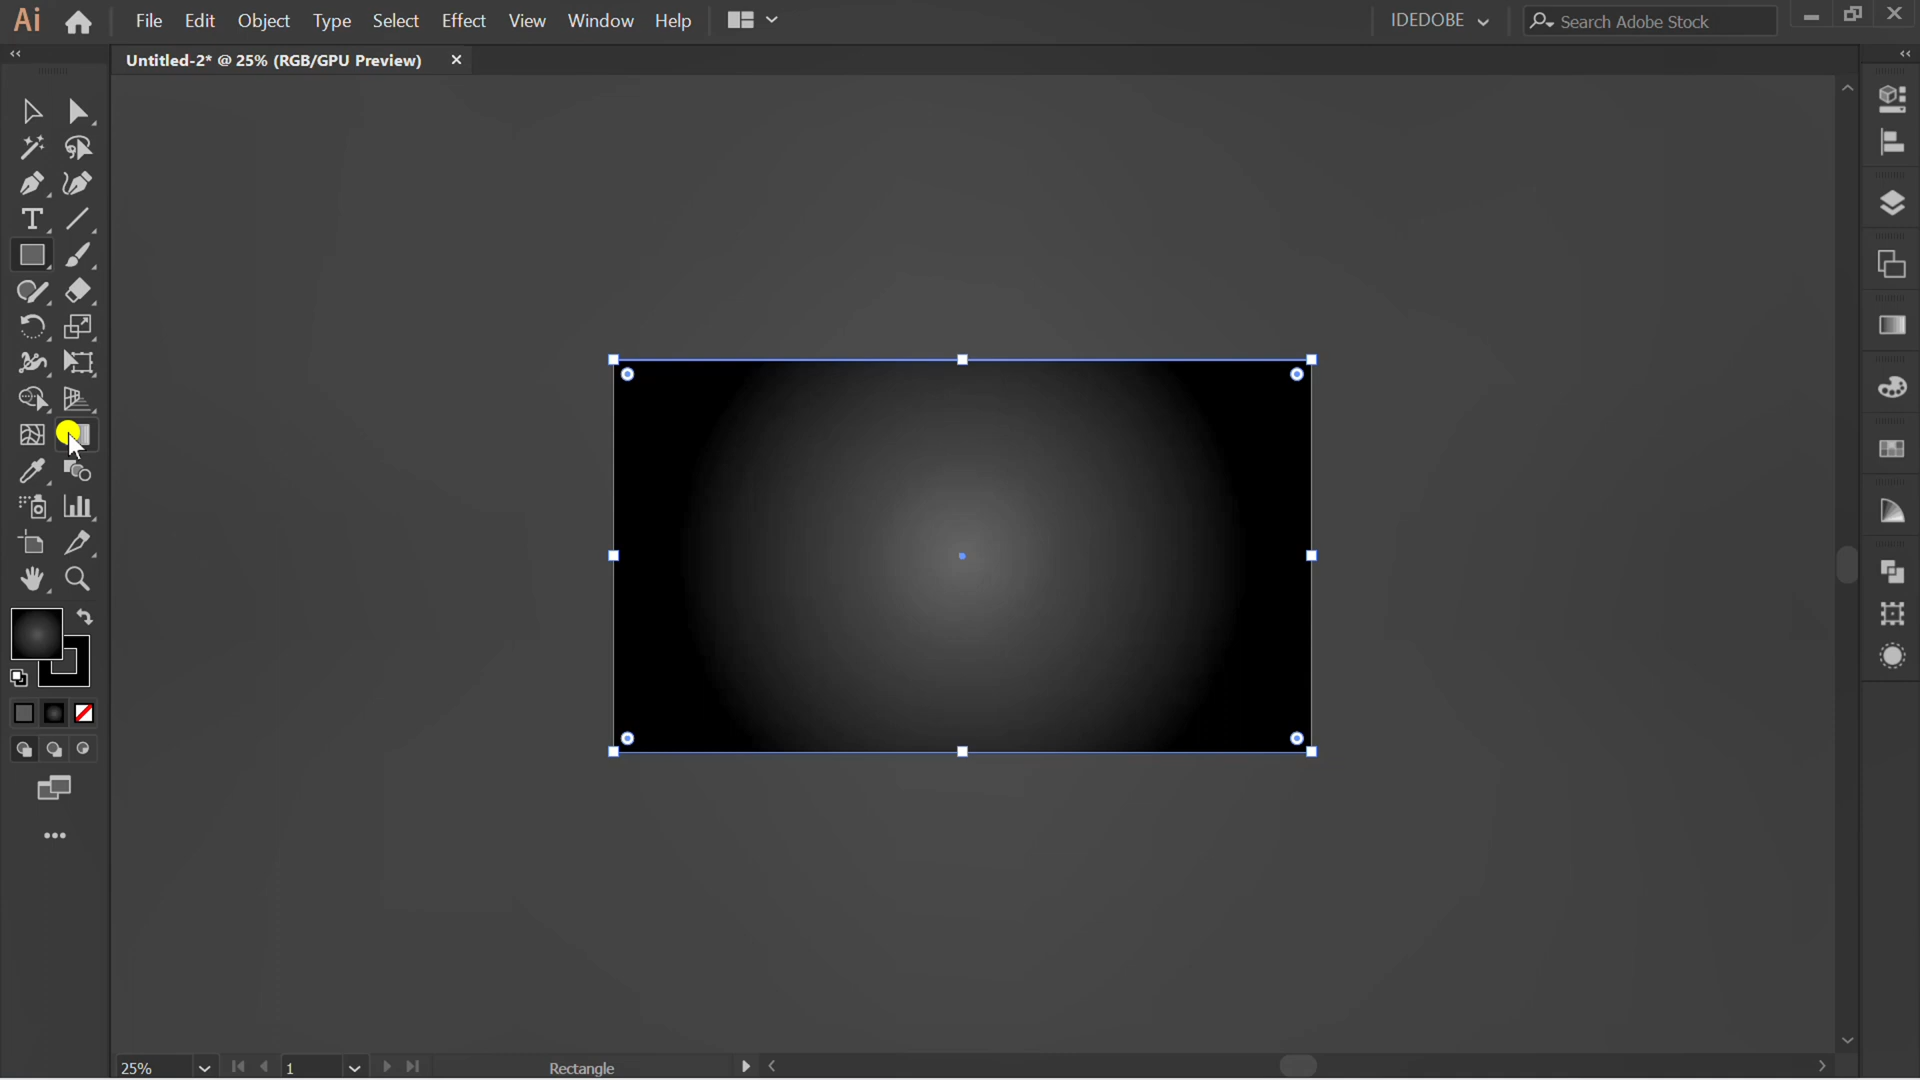 Ai File Edit Object Type Select Effect View Window Help IDEDOBE Search Adobe Stock
Untitled-2* @ 25% (RGB/GPU Preview)
25% 1 Rectangle